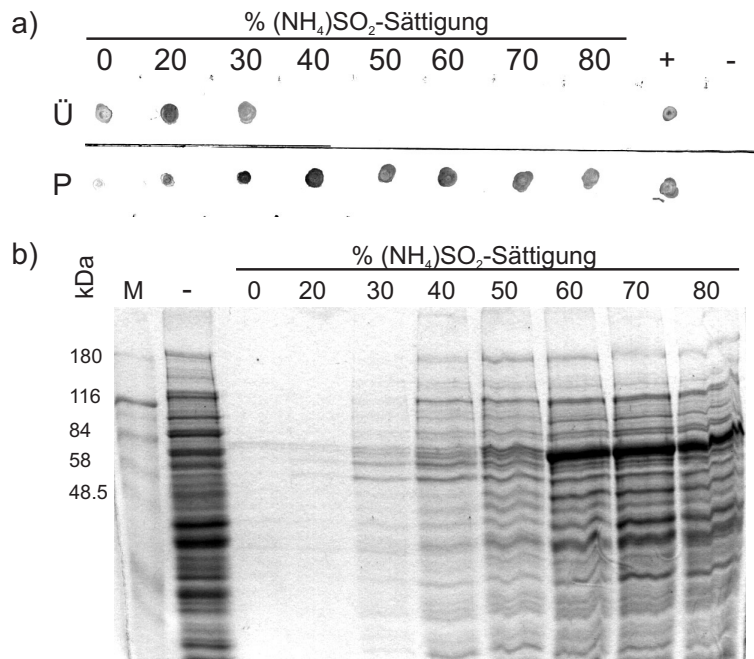 a)
% (NH₄)SO₂-Sättigung
0 20 30 40 50 60 70 80 + -
Ü
P
b)
% (NH₄)SO₂-Sättigung
kDa
M - 0 20 30 40 50 60 70 80
180
116
84
58
48.5